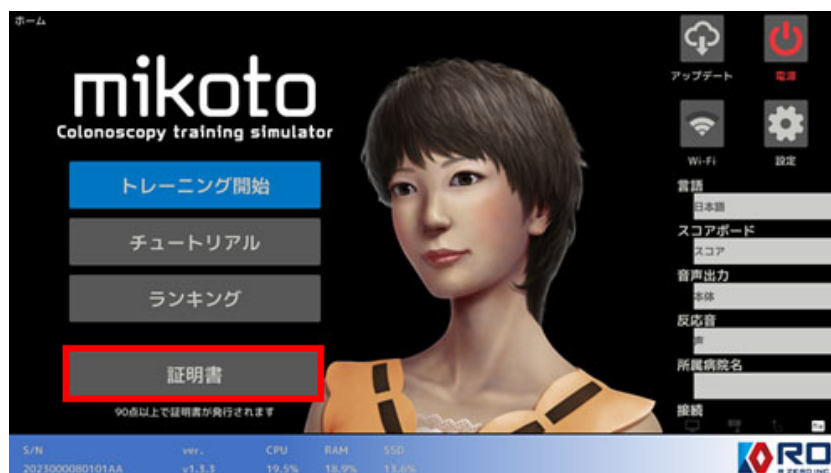 ホーム
mikoto
Colonoscopy training simulator
トレーニング開始
チュートリアル
ランキング
証明書
90点以上で証明書が発行されます
アップデート
電源
Wi-Fi
設定
言語
日本語
スコアボード
スコア
音声出力
本体
反応音
声
所属病院名
接続
S/N ver. CPU RAM SSD
2023000080101AA v1.3.3 19.5% 18.9% 13.6%
R ZERO INC